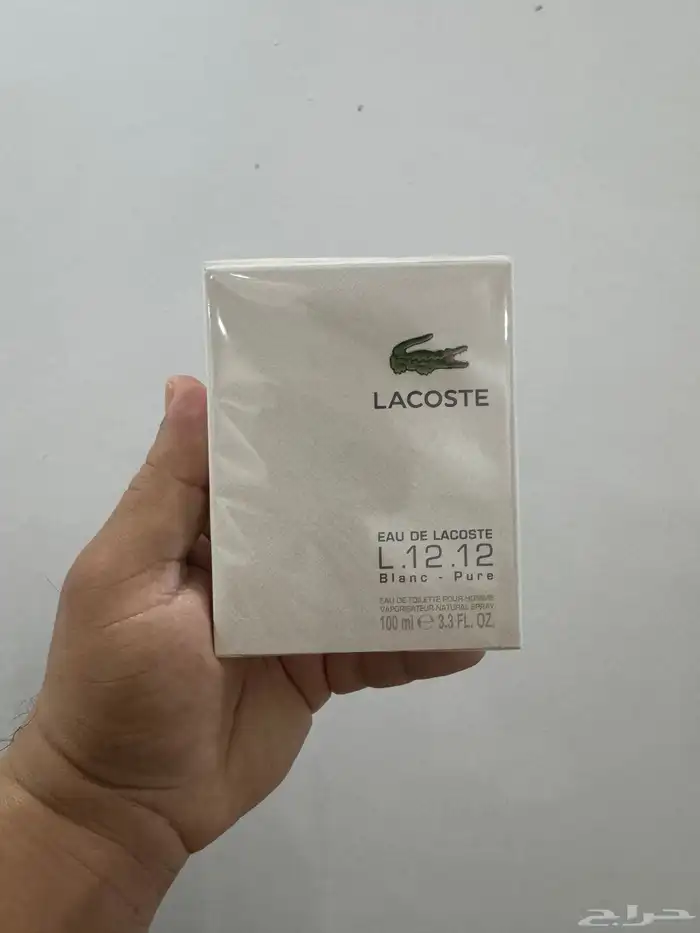 LACOSTE
EAU DE LACOSTE
L.12.12
Blanc - Pure
EAU DE TOILETTE POUR HOMME
VAPORISATEUR NATURAL SPRAY
100 ml ℮ 3.3 FL. OZ.
حراج